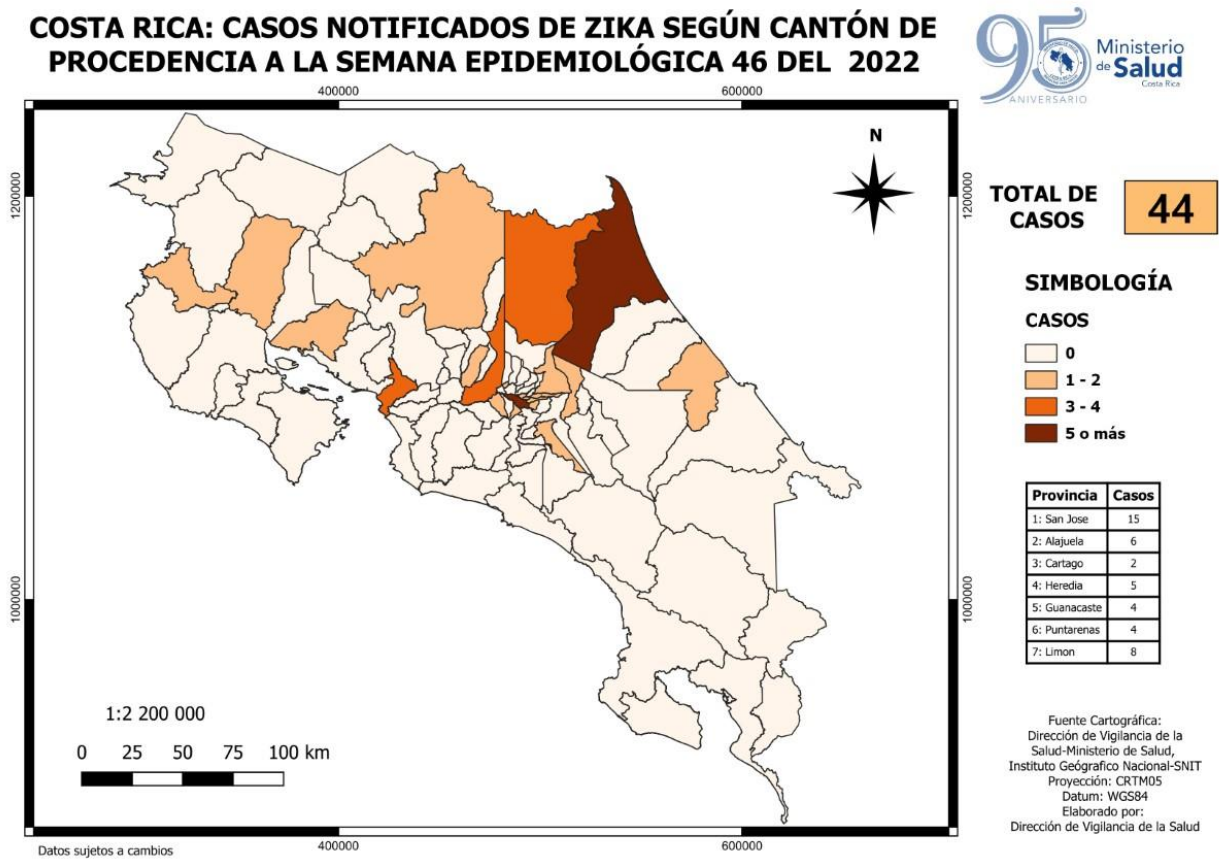 COSTA RICA: CASOS NOTIFICADOS DE ZIKA SEGÚN CANTÓN DE
PROCEDENCIA A LA SEMANA EPIDEMIOLÓGICA 46 DEL 2022
95
ANIVERSARIO
Ministerio
de Salud
Costa Rica
400000
600000
1200000
1200000
N
TOTAL DE
CASOS
44
SIMBOLOGÍA
CASOS
0
1 - 2
3 - 4
5 o más
Provincia Casos
1: San Jose 15
2: Alajuela 6
3: Cartago 2
4: Heredia 5
5: Guanacaste 4
6: Puntarenas 4
7: Limon 8
1000000
1000000
1:2 200 000
0 25 50 75 100 km
Fuente Cartográfica:
Dirección de Vigilancia de la
Salud-Ministerio de Salud,
Instituto Geógrafico Nacional-SNIT
Proyección: CRTM05
Datum: WGS84
Elaborado por:
Dirección de Vigilancia de la Salud
400000
600000
Datos sujetos a cambios